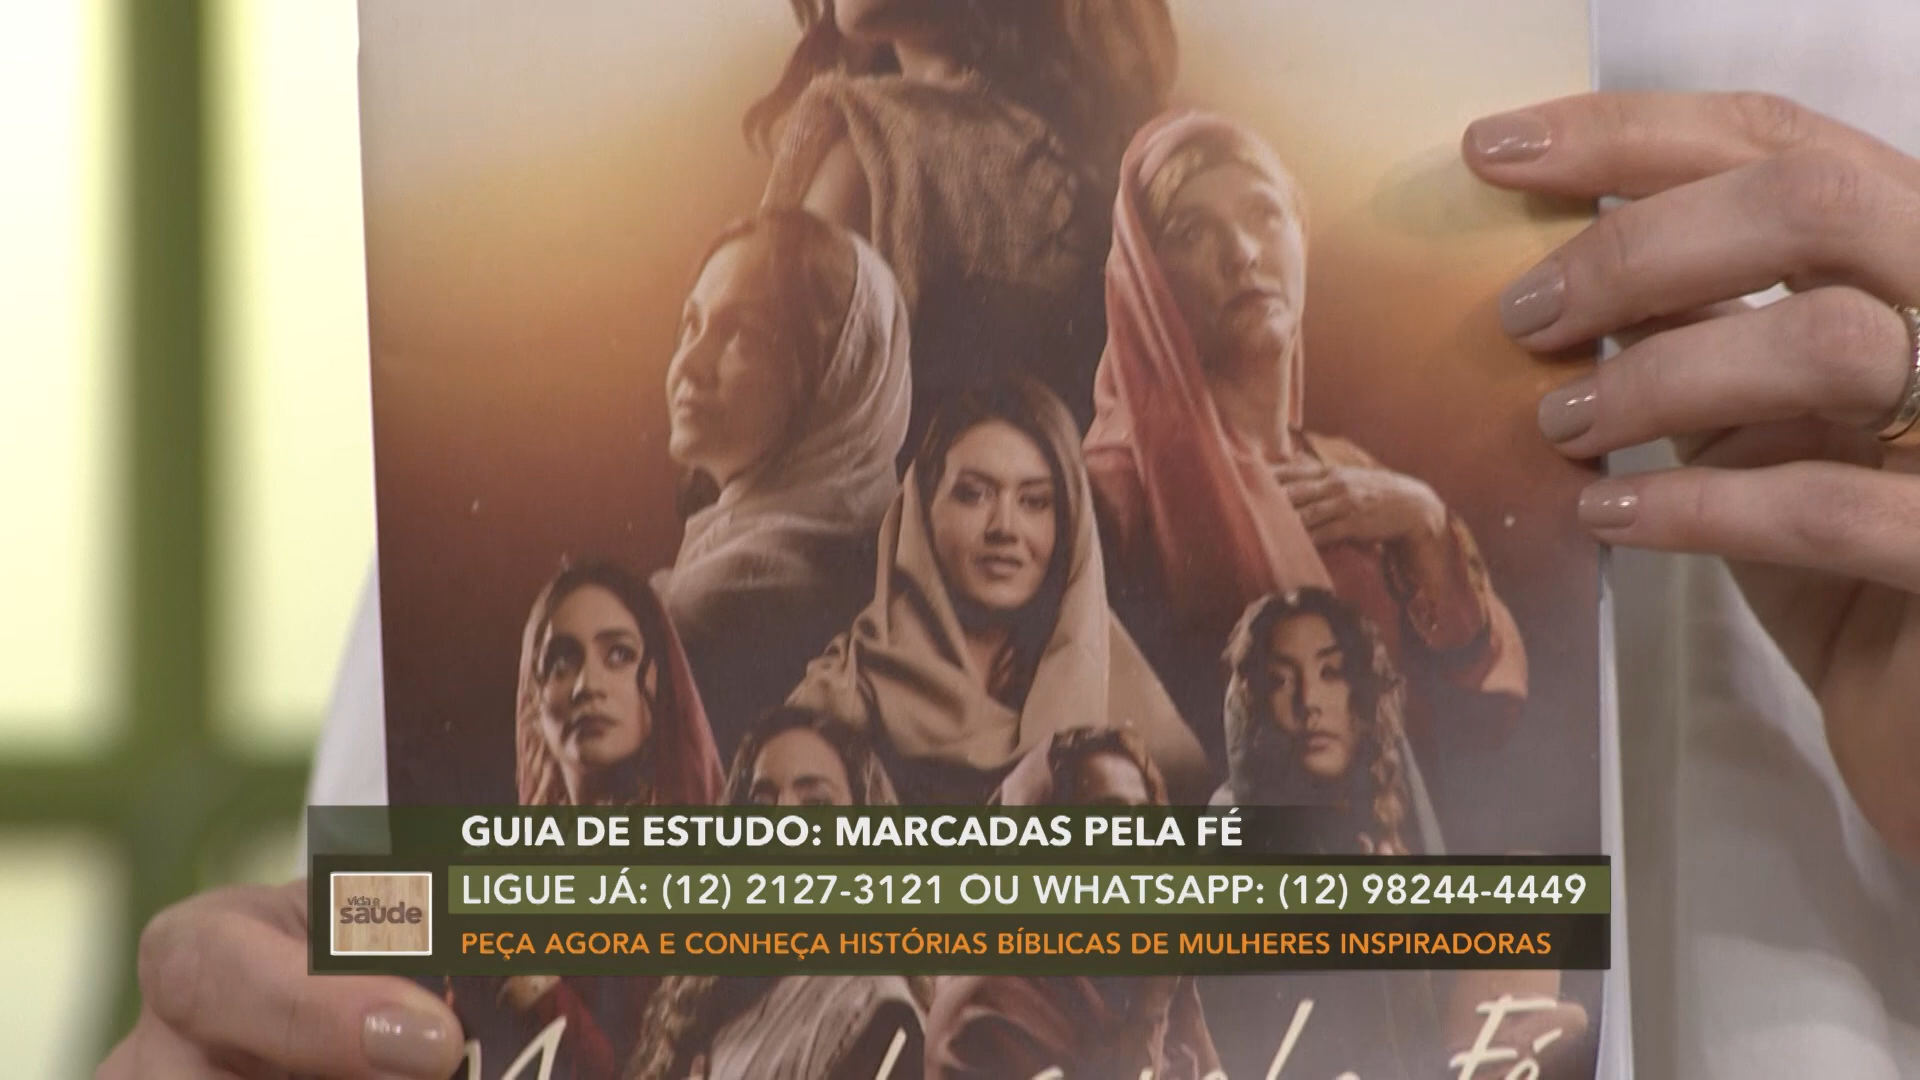 GUIA DE ESTUDO: MARCADAS PELA FÉ
vida e
saúde
LIGUE JÁ: (12) 2127-3121 OU WHATSAPP: (12) 98244-4449
PEÇA AGORA E CONHEÇA HISTÓRIAS BÍBLICAS DE MULHERES INSPIRADORAS
Fé